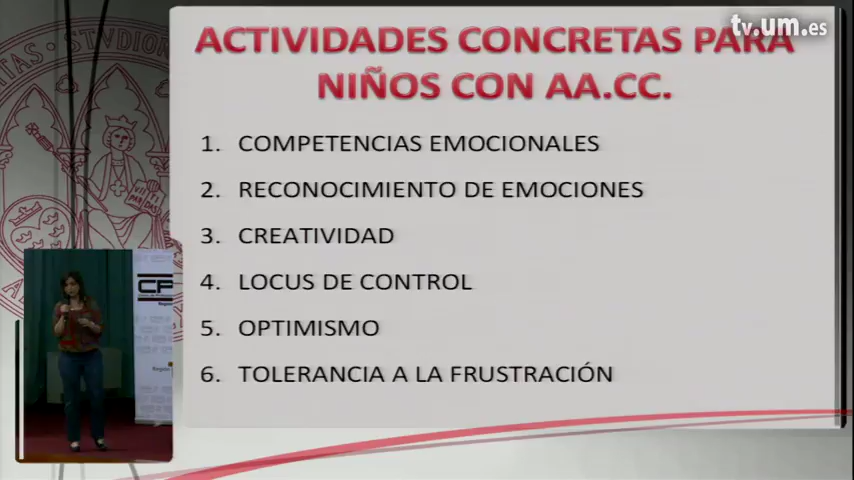 tv.um.es
ACTIVIDADES CONCRETAS PARA
NIÑOS CON AA.CC.
1. COMPETENCIAS EMOCIONALES
2. RECONOCIMIENTO DE EMOCIONES
3. CREATIVIDAD
4. LOCUS DE CONTROL
5. OPTIMISMO
6. TOLERANCIA A LA FRUSTRACIÓN